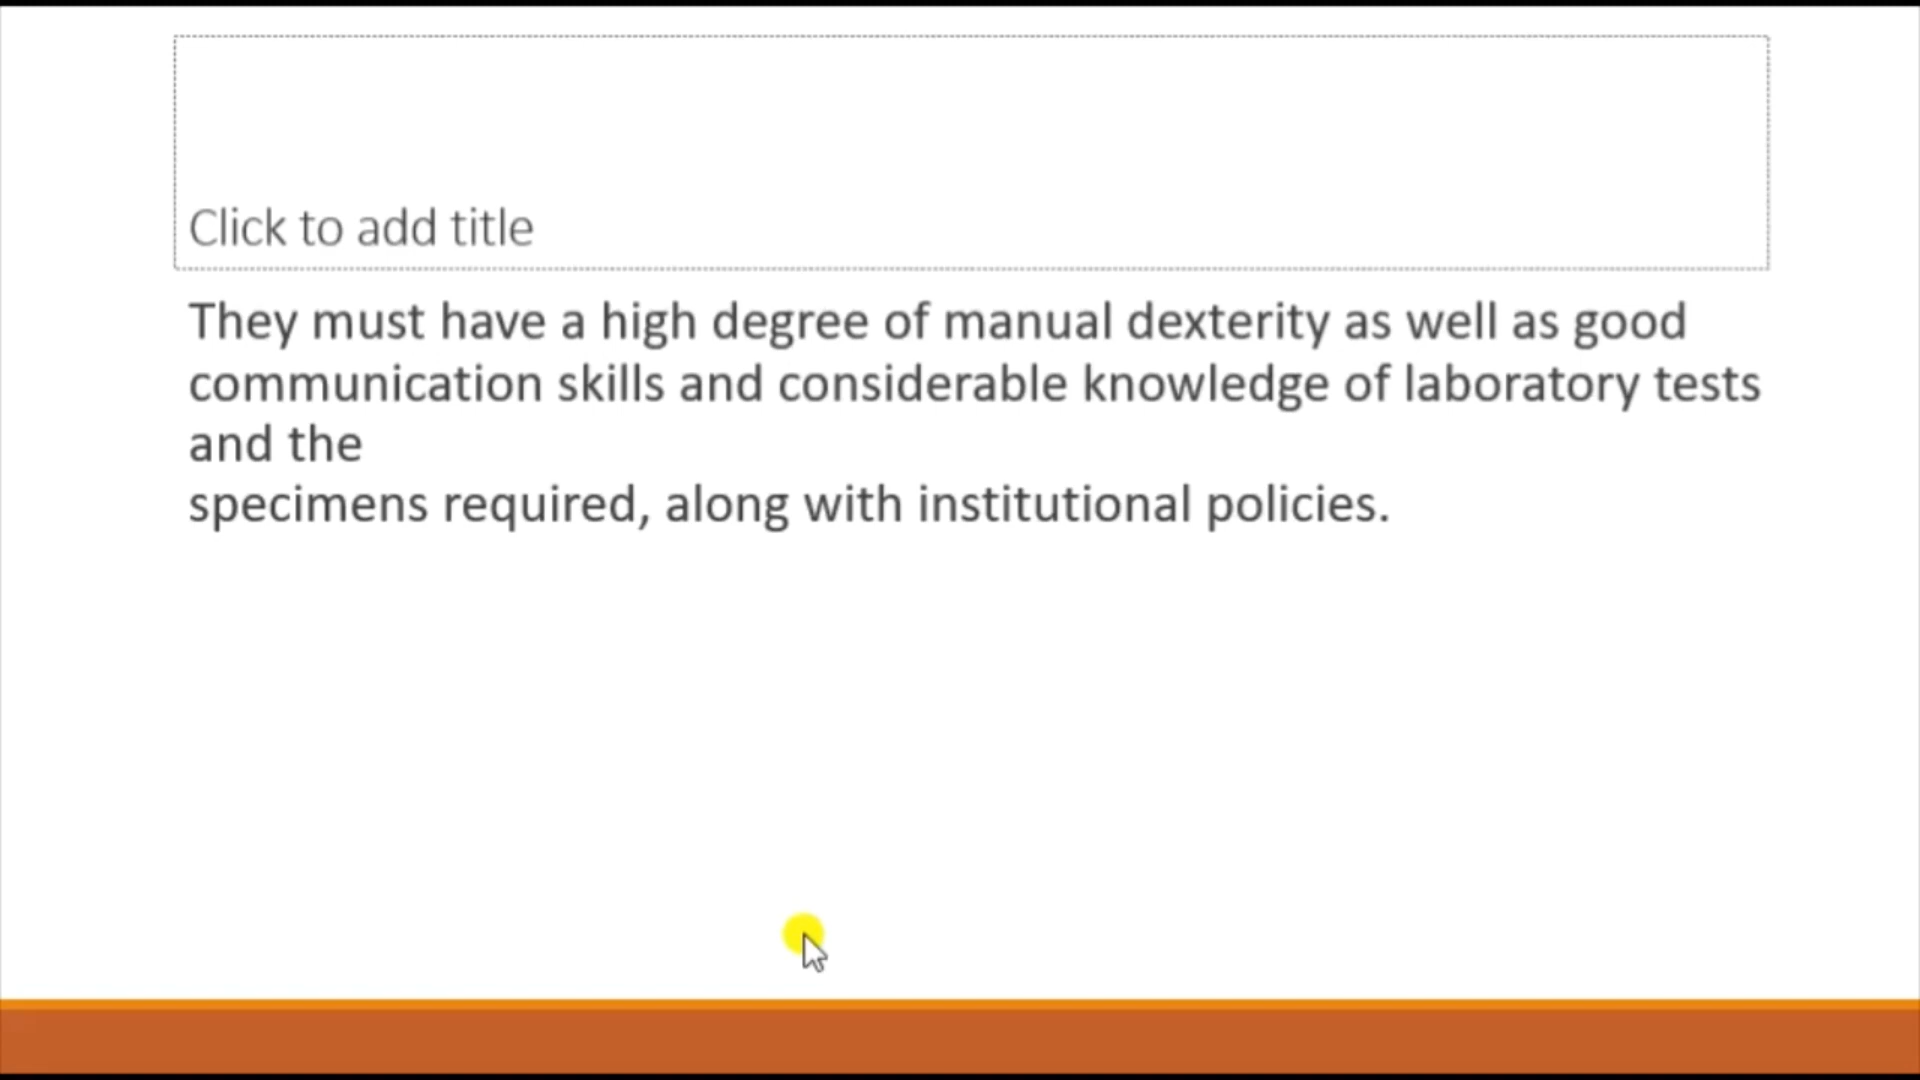 Click to add title
They must have a high degree of manual dexterity as well as good
communication skills and considerable knowledge of laboratory tests
and the
specimens required, along with institutional policies.